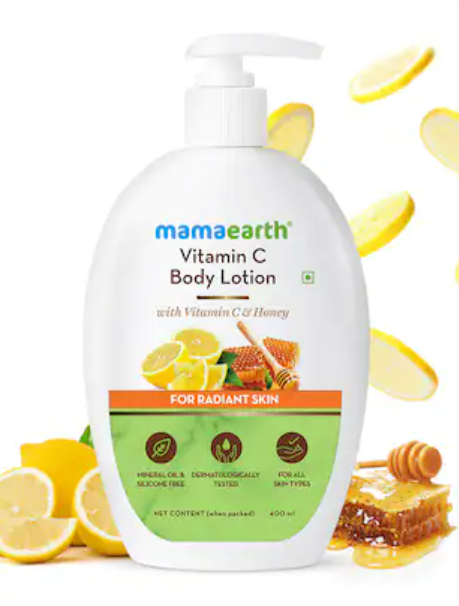 mamaearth®
Vitamin C
Body Lotion
with Vitamin C & Honey
FOR RADIANT SKIN
MINERAL OIL & DERMATOLOGICALLY FOR ALL
SILICONE FREE TESTED SKIN TYPES
NET CONTENT (when packed) 400 ml